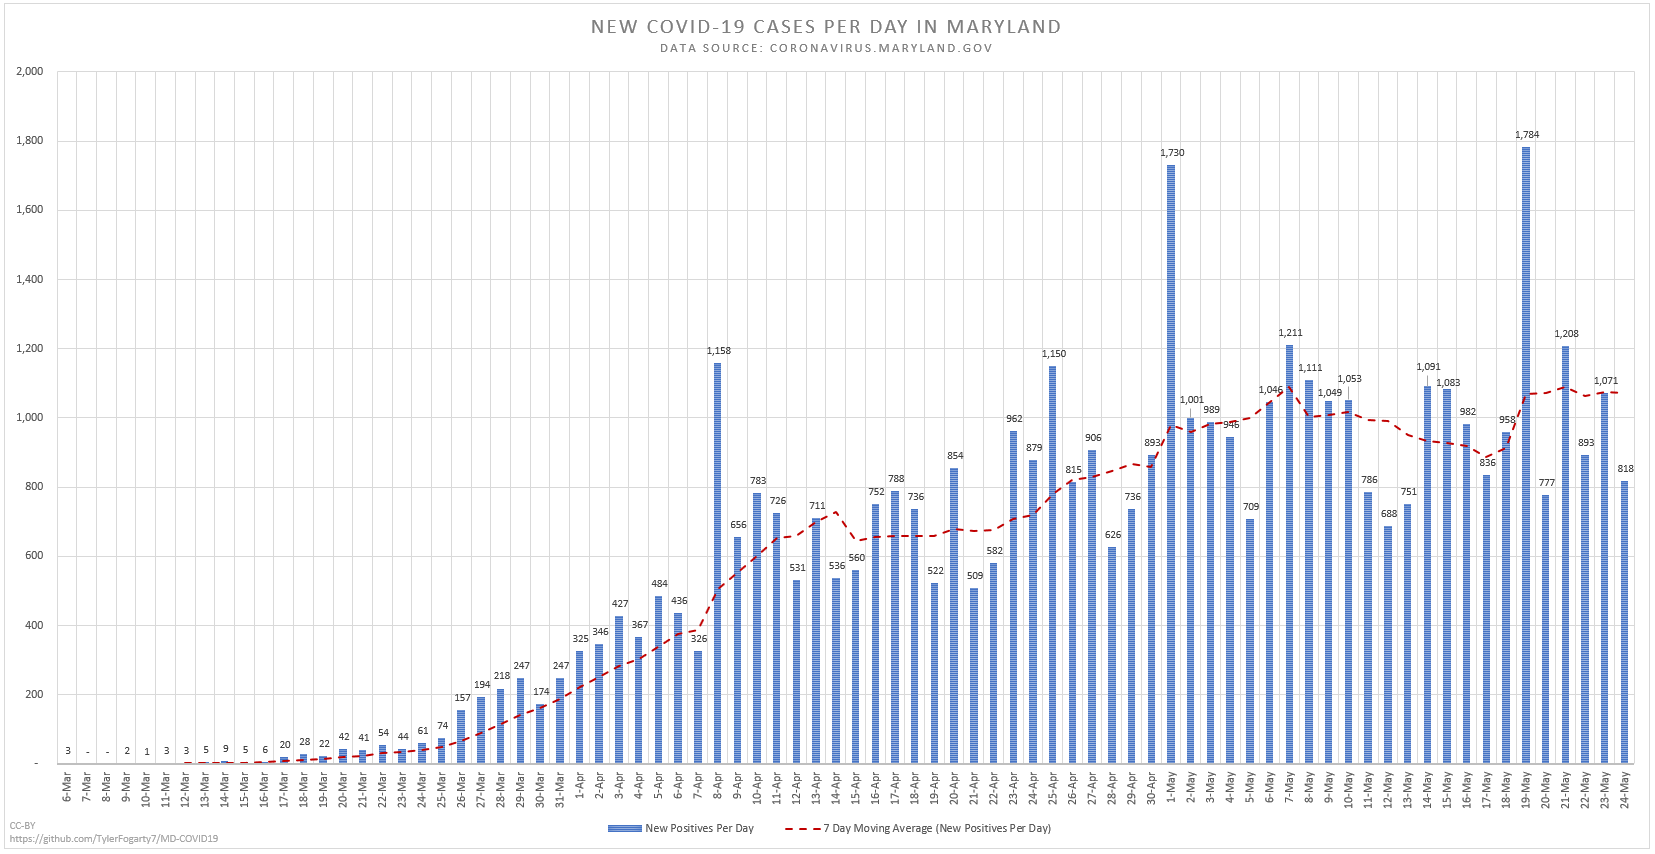 NEW COVID-19 CASES PER DAY IN MARYLAND
DATA SOURCE: CORONAVIRUS.MARYLAND.GOV
2,000
1,800
1,600
1,400
1,200
1,000
800
600
400
200
-
3 - - 2 1 3 3 5 9 5 6 20 28 22 42 41 54 44 61 74 157 194 218 247 174 247 325 346 427 367 484 436 326 1,158 656 783 726 531 711 536 560 752 788 736 522 854 509 582 962 879 1,150 815 906 626 736 893 1,730 1,001 989 946 709 1,046 1,211 1,111 1,049 1,053 786 688 751 1,091 1,083 982 836 958 1,784 777 1,208 893 1,071 818
6-Mar 7-Mar 8-Mar 9-Mar 10-Mar 11-Mar 12-Mar 13-Mar 14-Mar 15-Mar 16-Mar 17-Mar 18-Mar 19-Mar 20-Mar 21-Mar 22-Mar 23-Mar 24-Mar 25-Mar 26-Mar 27-Mar 28-Mar 29-Mar 30-Mar 31-Mar 1-Apr 2-Apr 3-Apr 4-Apr 5-Apr 6-Apr 7-Apr 8-Apr 9-Apr 10-Apr 11-Apr 12-Apr 13-Apr 14-Apr 15-Apr 16-Apr 17-Apr 18-Apr 19-Apr 20-Apr 21-Apr 22-Apr 23-Apr 24-Apr 25-Apr 26-Apr 27-Apr 28-Apr 29-Apr 30-Apr 1-May 2-May 3-May 4-May 5-May 6-May 7-May 8-May 9-May 10-May 11-May 12-May 13-May 14-May 15-May 16-May 17-May 18-May 19-May 20-May 21-May 22-May 23-May 24-May
New Positives Per Day
7 Day Moving Average (New Positives Per Day)
CC-BY
https://github.com/TylerFogarty7/MD-COVID19